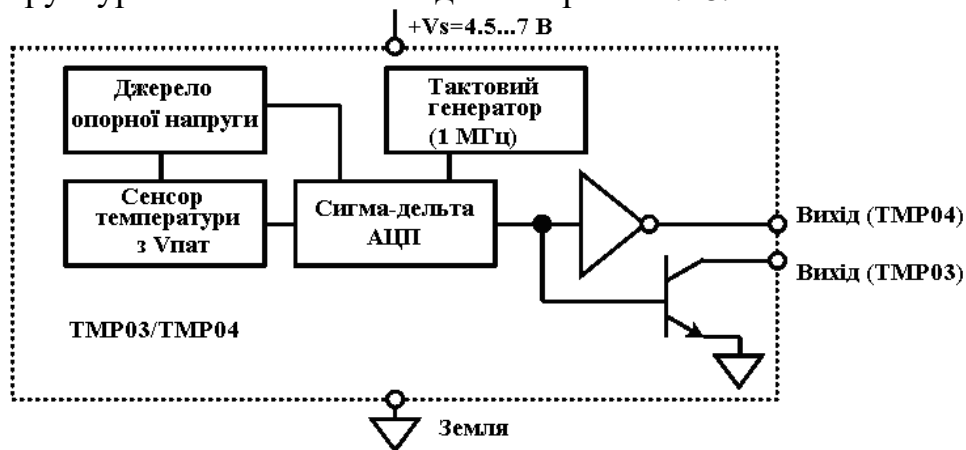 +Vs=4.5...7 В
Джерело
опорної напруги
Тактовий
генератор
(1 МГц)
Сенсор
температури
з Vпат
Сигма-дельта
АЦП
Вихід (TMP04)
Вихід (TMP03)
TMP03/TMP04
Земля